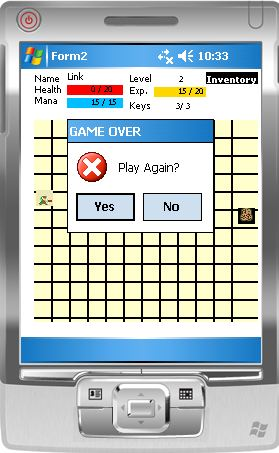 Form2 10:33
Name Link Level 2 Inventory
Health 0 / 20 Exp. 15 / 20
Mana 15 / 15 Keys 3/ 3
GAME OVER
Play Again?
Yes No